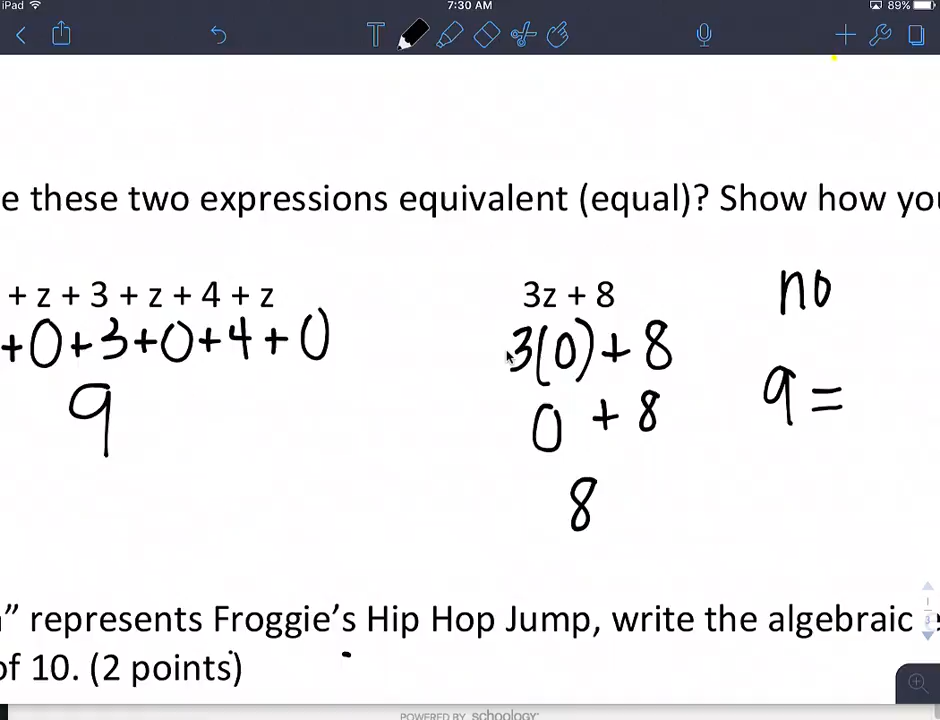 iPad 7:30 AM 89%
e these two expressions equivalent (equal)? Show how you
+ z + 3 + z + 4 + z 3z + 8 no
+0+3+0+4+0 3(0)+8
9 0 + 8 9 =
8
" represents Froggie's Hip Hop Jump, write the algebraic e
of 10. (2 points)
POWERED BY schoology